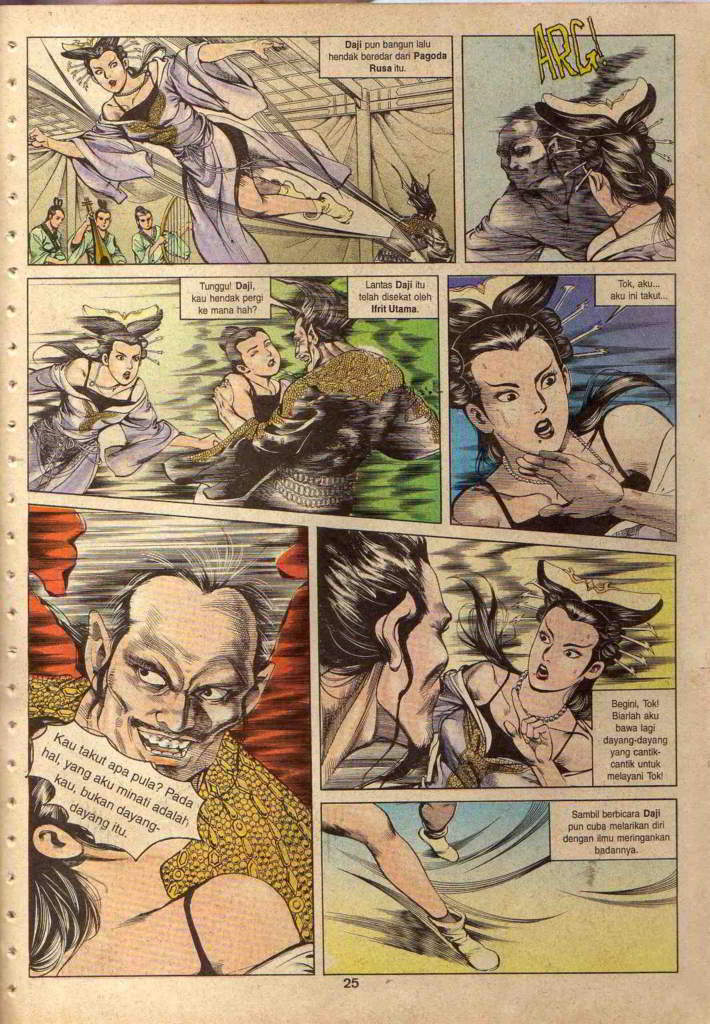 Daji pun bangun lalu
hendak beredar dari Pagoda
Rusa itu.
ARG!
Tunggu! Daji,
kau hendak pergi
ke mana hah?
Lantas Daji itu
telah disekat oleh
Ifrit Utama.
Tok, aku...
aku ini takut...
Kau takut apa pula? Pada
hal, yang aku minati adalah
kau, bukan dayang-
dayang itu.
Begini, Tok!
Biarlah aku
bawa lagi
dayang-dayang
yang cantik-
cantik untuk
melayani Tok!
Sambil berbicara Daji
pun cuba melarikan diri
dengan ilmu meringankan
badannya.
25